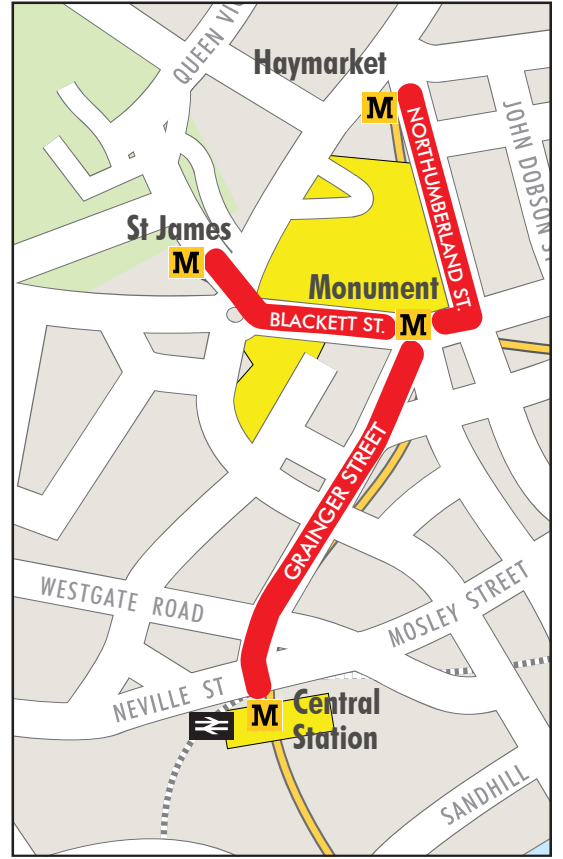 QUEEN VI
Haymarket
M
NORTHUMBERLAND ST.
JOHN DOBSON S
St James
M
Monument
M
BLACKETT ST.
GRAINGER STREET
WESTGATE ROAD
MOSLEY STREET
NEVILLE ST
M
Central
Station
SANDHILL